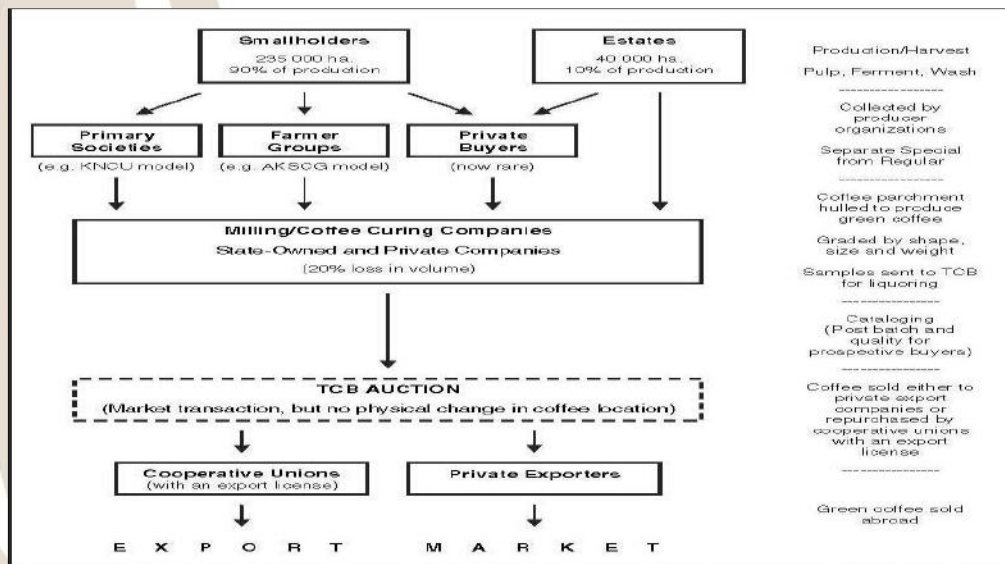 Smallholders
235 000 ha.
90% of production
Estates
40 000 ha.
10% of production
Primary
Societies
(e.g. KNCU model)
Farmer
Groups
(e.g. AKSCG model)
Private
Buyers
(now rare)
Milling/Coffee Curing Companies
State-Owned and Private Companies
(20% loss in volume)
TCB AUCTION
(Market transaction, but no physical change in coffee location)
Cooperative Unions
(with an export license)
Private Exporters
E X P O R T M A R K E T
Production/Harvest
Pulp, Ferment, Wash
Collected by
producer
organizations
Separate Special
from Regular
Coffee parchment
hulled to produce
green coffee
Graded by shape,
size and weight
Samples sent to TCB
for liquoring
Cataloging
(Post batch and
quality for
prospective buyers)
Coffee sold either to
private export
companies or
repurchased by
cooperative unions
with an export
license
Green coffee sold
abroad